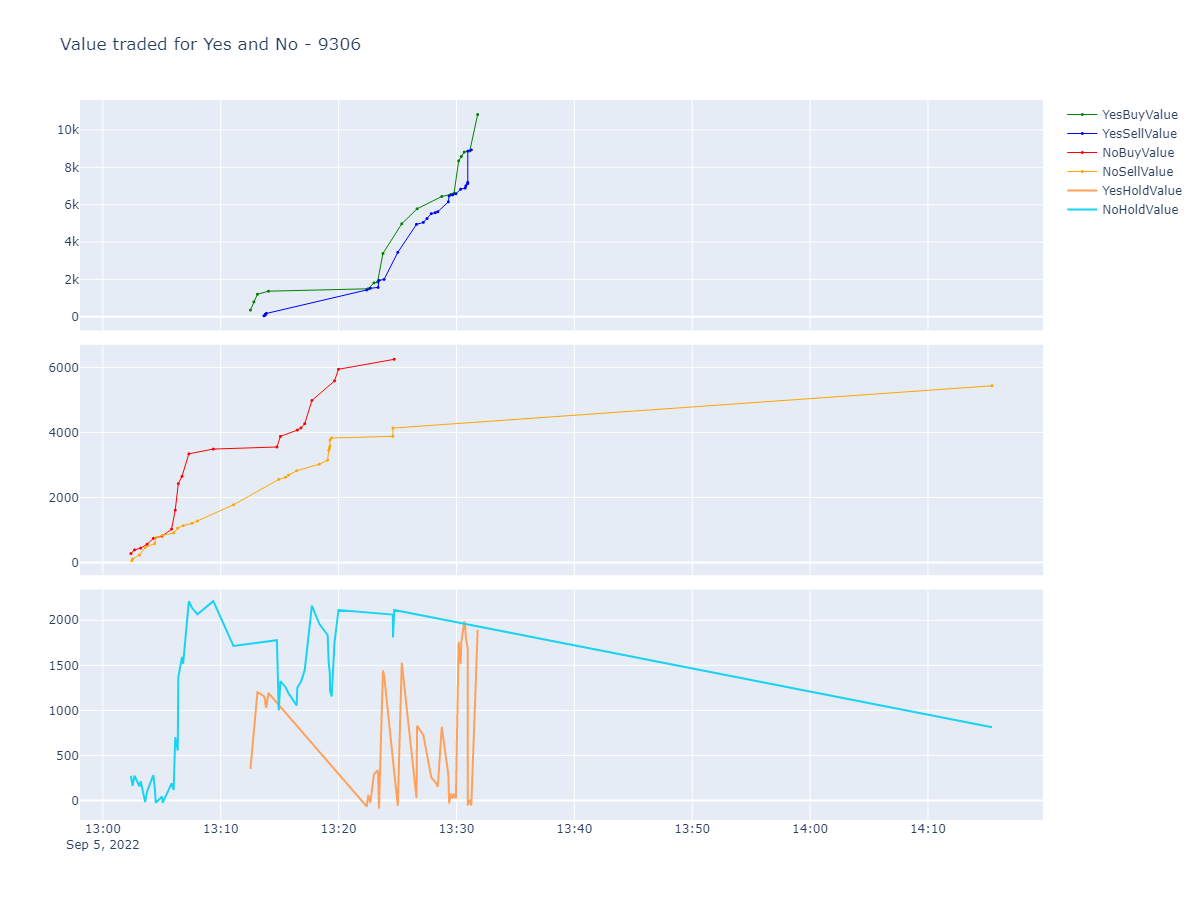 Value traded for Yes and No - 9306
YesBuyValue
YesSellValue
NoBuyValue
NoSellValue
YesHoldValue
NoHoldValue
10k
8k
6k
4k
2k
0
6000
4000
2000
0
2000
1500
1000
500
0
13:00 13:10 13:20 13:30 13:40 13:50 14:00 14:10
Sep 5, 2022